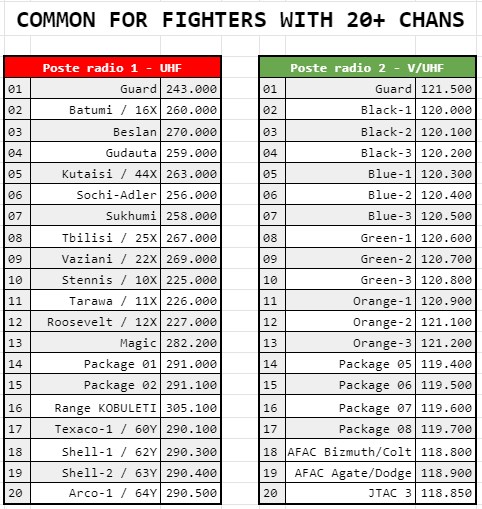 COMMON FOR FIGHTERS WITH 20+ CHANS
Poste radio 1 - UHF
01 Guard 243.000
02 Batumi / 16X 260.000
03 Beslan 270.000
04 Gudauta 259.000
05 Kutaisi / 44X 263.000
06 Sochi-Adler 256.000
07 Sukhumi 258.000
08 Tbilisi / 25X 267.000
09 Vaziani / 22X 269.000
10 Stennis / 10X 225.000
11 Tarawa / 11X 226.000
12 Roosevelt / 12X 227.000
13 Magic 282.200
14 Package 01 291.000
15 Package 02 291.100
16 Range KOBULETI 305.100
17 Texaco-1 / 60Y 290.100
18 Shell-1 / 62Y 290.300
19 Shell-2 / 63Y 290.400
20 Arco-1 / 64Y 290.500
Poste radio 2 - V/UHF
01 Guard 121.500
02 Black-1 120.000
03 Black-2 120.100
04 Black-3 120.200
05 Blue-1 120.300
06 Blue-2 120.400
07 Blue-3 120.500
08 Green-1 120.600
09 Green-2 120.700
10 Green-3 120.800
11 Orange-1 120.900
12 Orange-2 121.100
13 Orange-3 121.200
14 Package 05 119.400
15 Package 06 119.500
16 Package 07 119.600
17 Package 08 119.700
18 AFAC Bizmuth/Colt 118.800
19 AFAC Agate/Dodge 118.900
20 JTAC 3 118.850